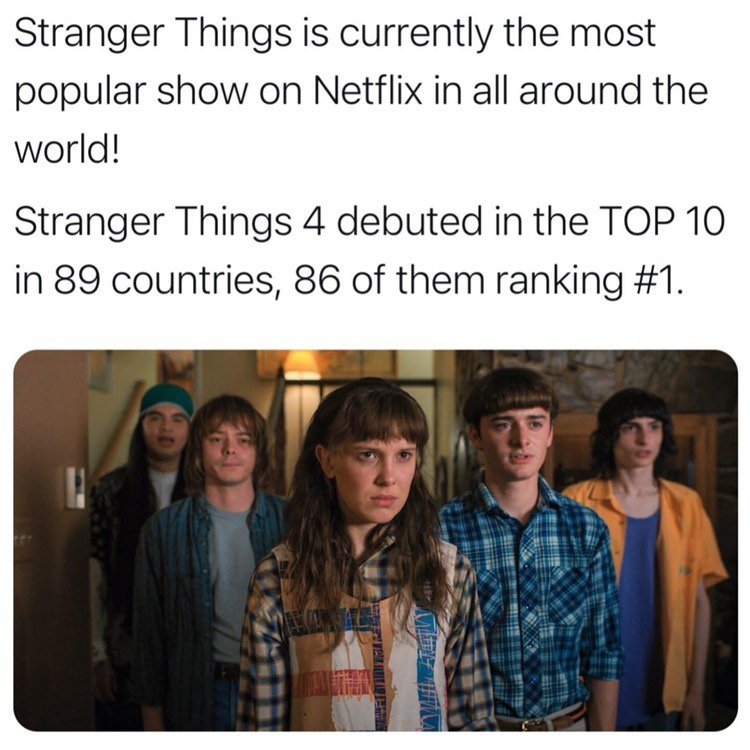 Stranger Things is currently the most
popular show on Netflix in all around the
world!
Stranger Things 4 debuted in the TOP 10
in 89 countries, 86 of them ranking #1.